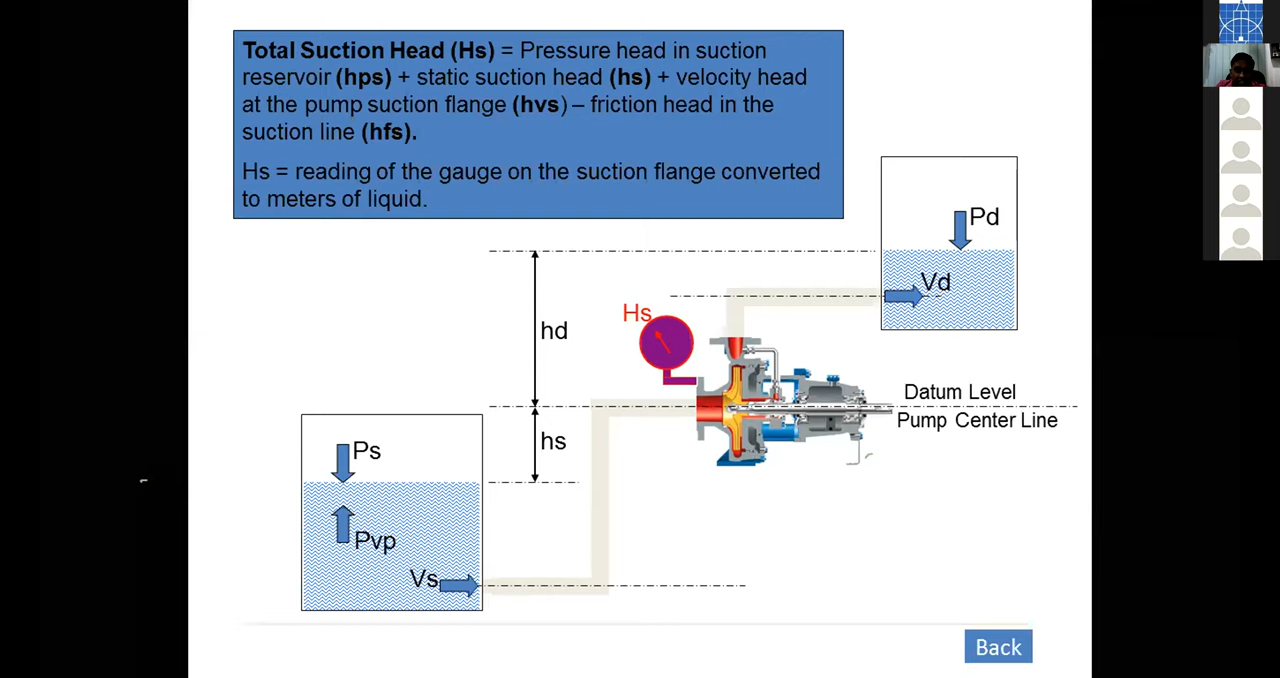 Total Suction Head (Hs) = Pressure head in suction
reservoir (hps) + static suction head (hs) + velocity head
at the pump suction flange (hvs) – friction head in the
suction line (hfs).
Hs = reading of the gauge on the suction flange converted
to meters of liquid.
Pd
Vd
Hs
hd
Datum Level
Pump Center Line
hs
Ps
Pvp
Vs
Back